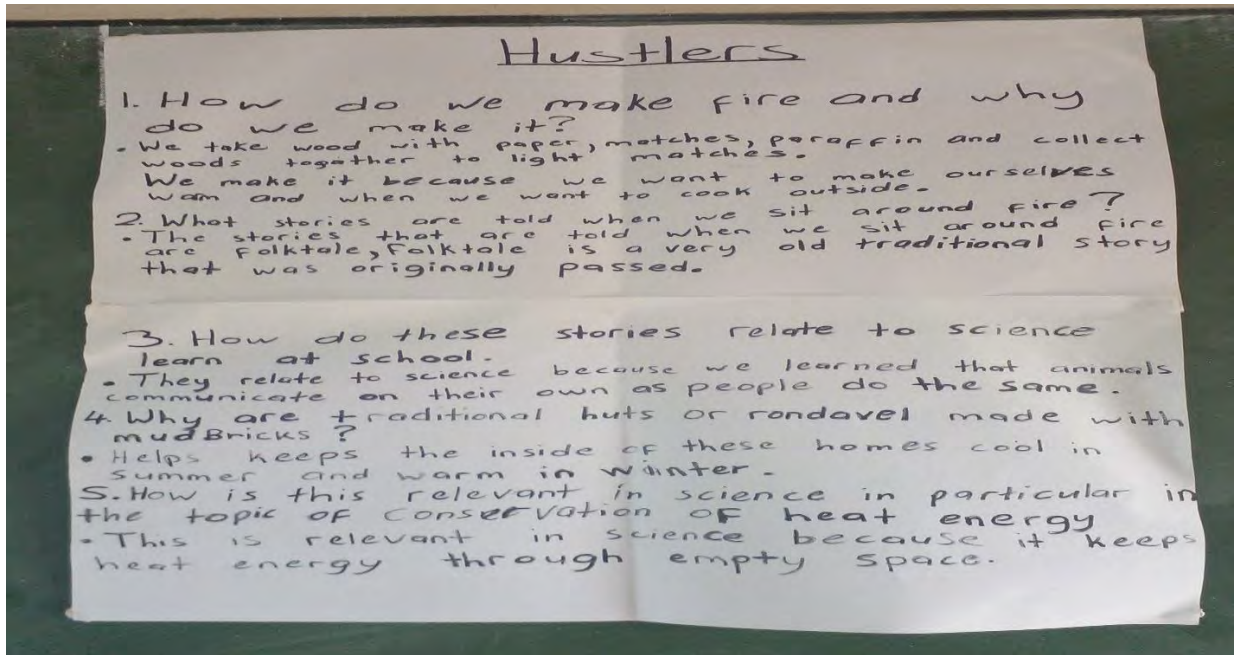 Hustlers
1. How do we make fire and why
do we make it?
• We take wood with paper, matches, paraffin and collect
woods together to light matches.
We make it because we want to make ourselves
wam and when we want to cook outside.
2. What stories are told when we sit around fire?
• The stories that are told when we sit around fire
are folktale, Folktale is a very old traditional story
that was originally passed.
3. How do these stories relate to science
learn at school.
• They relate to science because we learned that animals
communicate on their own as people do the same.
4. Why are traditional huts or rondavel made with
mudBricks?
• Helps keeps the inside of these homes cool in
summer and warm in winter.
5. How is this relevant in science in particular in
the topic of conservation of heat energy
• This is relevant in science because it keeps
heat energy through empty space.